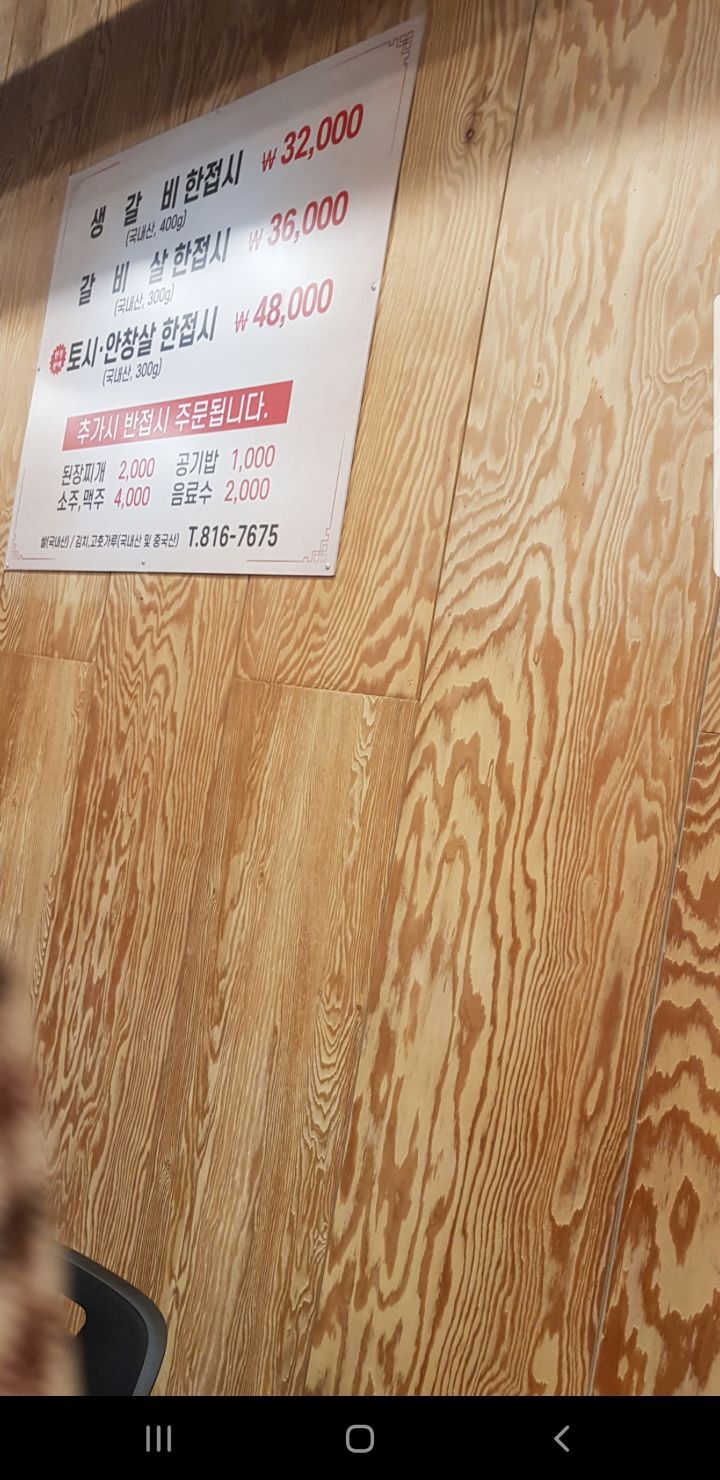 생 갈 비 한접시 ₩32,000
(국내산, 400g)
갈 비 살 한접시 ₩36,000
(국내산, 300g)
토시·안창살 한접시 ₩48,000
(국내산, 300g)
추가시 반접시 주문됩니다.
된장찌개 2,000 공기밥 1,000
소주,맥주 4,000 음료수 2,000
쌀(국내산) / 김치,고춧가루(국내산 및 중국산) T.816-7675